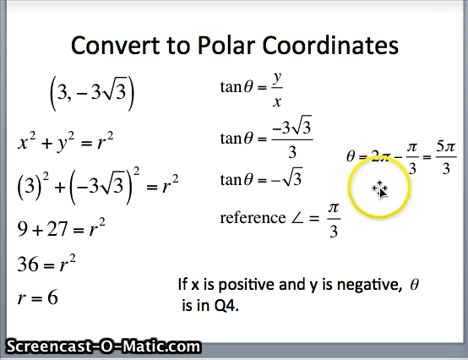 Convert to Polar Coordinates
(3, −3√3)
x² + y² = r²
(3)² + (−3√3)² = r²
9 + 27 = r²
36 = r²
r = 6
tanθ = y/x
tanθ = −3√3/3
tanθ = −√3
reference ∠ = π/3
θ = 2π − π/3 = 5π/3
If x is positive and y is negative, θ
is in Q4.
Screencast-O-Matic.com